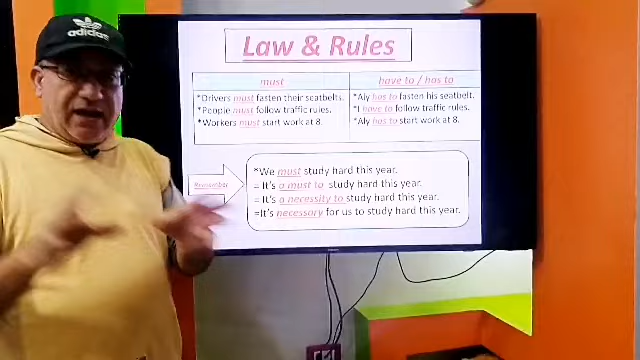 adidas
Law & Rules
must
have to / has to
*Drivers must fasten their seatbelts.
*People must follow traffic rules.
*Workers must start work at 8.
*Aly has to fasten his seatbelt.
*I have to follow traffic rules.
*Aly has to start work at 8.
Remember
*We must study hard this year.
= It's a must to study hard this year.
= It's a necessity to study hard this year.
=It's necessary for us to study hard this year.